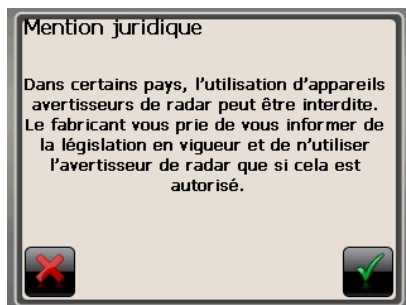 Mention juridique
Dans certains pays, l'utilisation d'appareils
avertisseurs de radar peut être interdite.
Le fabricant vous prie de vous informer de
la législation en vigueur et de n'utiliser
l'avertisseur de radar que si cela est
autorisé.